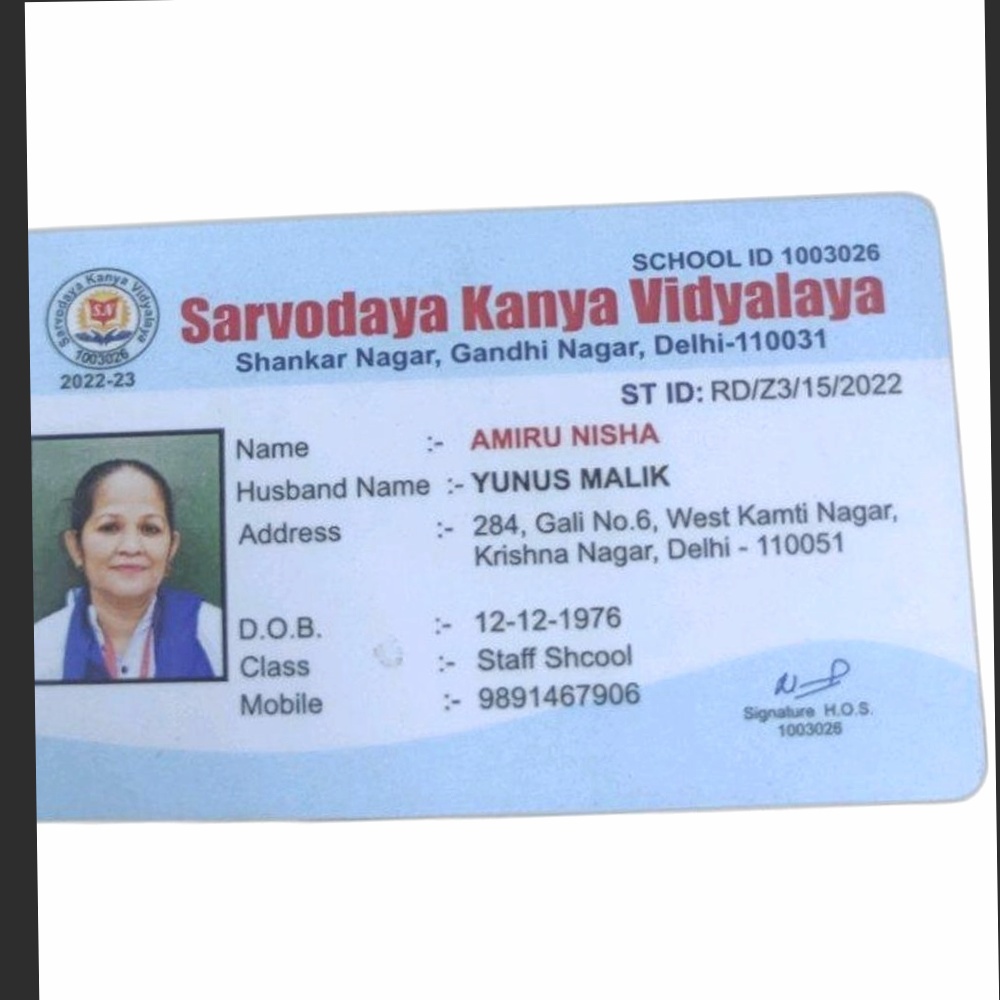 SCHOOL ID 1003026
Sarvodaya Kanya Vidyalaya
Shankar Nagar, Gandhi Nagar, Delhi-110031
Sarvodaya Kanya Vidyalaya
S.V
1003026
2022-23
ST ID: RD/Z3/15/2022
Name :- AMIRU NISHA
Husband Name :- YUNUS MALIK
Address :- 284, Gali No.6, West Kamti Nagar,
Krishna Nagar, Delhi - 110051
D.O.B. :- 12-12-1976
Class :- Staff Shcool
Mobile :- 9891467906
Signature H.O.S.
1003026